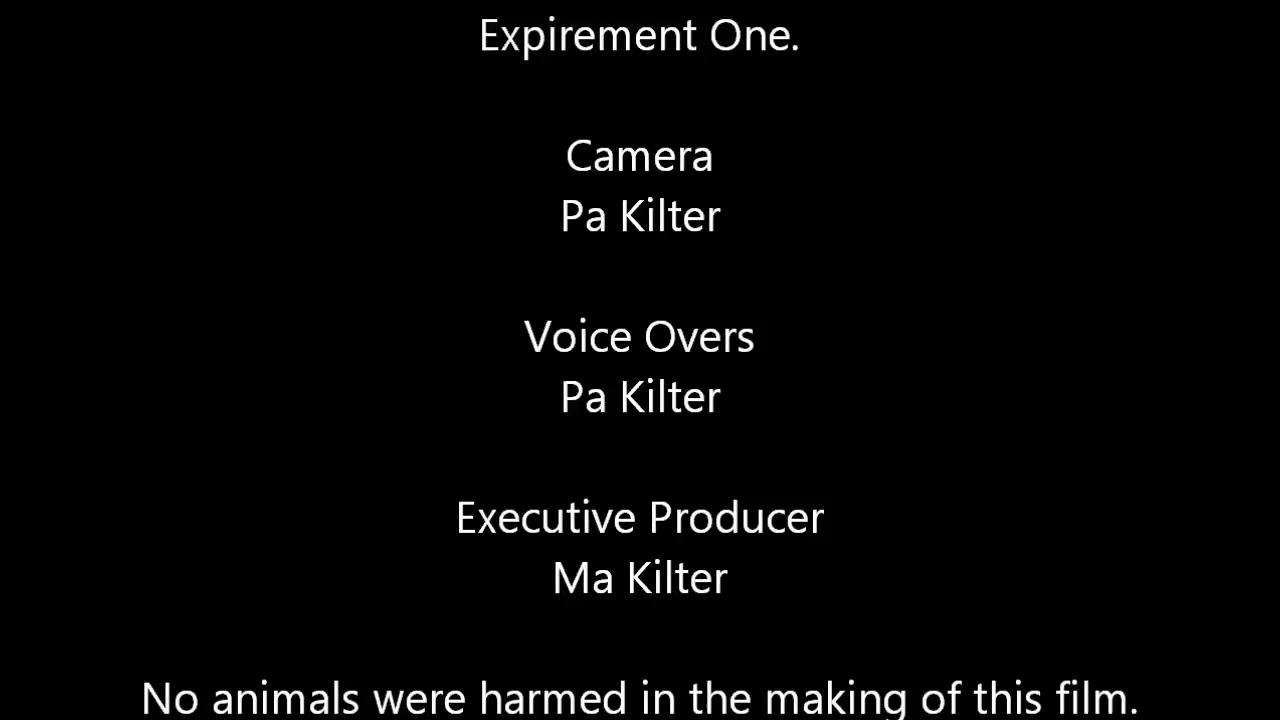 Expirement One.
Camera
Pa Kilter
Voice Overs
Pa Kilter
Executive Producer
Ma Kilter
No animals were harmed in the making of this film.